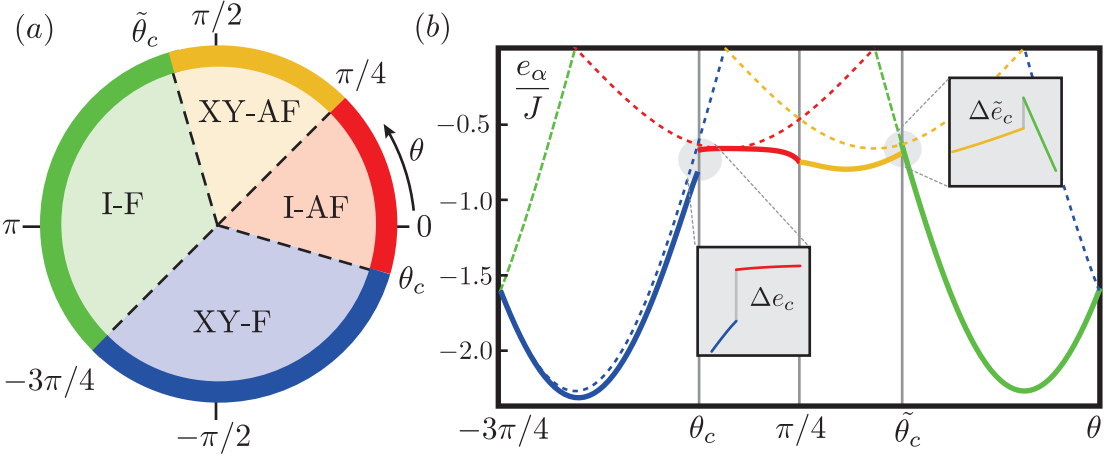 (a)
θ̃c
π/2
π/4
XY-AF
θ
I-F
I-AF
π
0
θc
XY-F
−3π/4
−π/2
(b)
eα/J
−0.5
−1.0
−1.5
−2.0
Δẽc
Δec
−3π/4
θc
π/4
θ̃c
θ